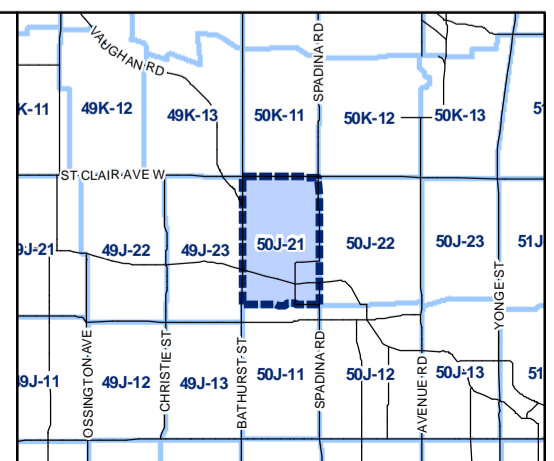 VAUGHAN RD
SPADINA RD
K-11
49K-12
49K-13
50K-11
50K-12
50K-13
51
ST CLAIR AVE W
9J-21
49J-22
49J-23
50J-21
50J-22
50J-23
51J
YONGE ST
OSSINGTON AVE
CHRISTIE ST
BATHURST ST
SPADINA RD
AVENUE RD
9J-11
49J-12
49J-13
50J-11
50J-12
50J-13
51